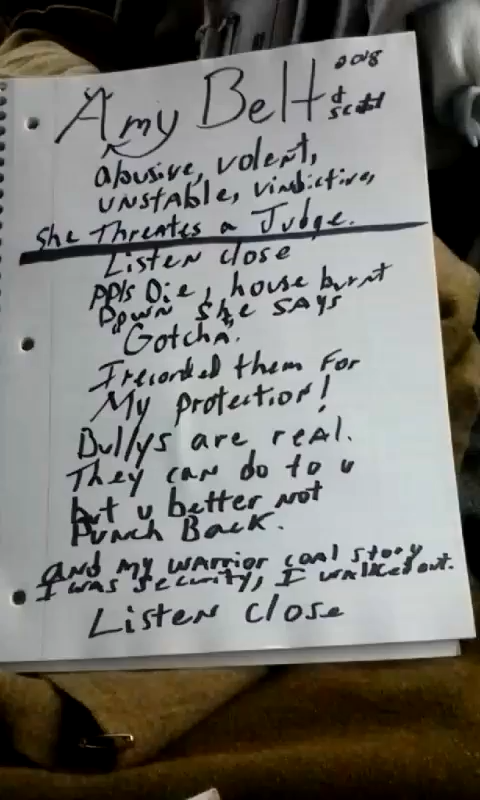 2018
Amy Belt &
scott
abusive, volent,
UNSTABLE, vindictive,
she Threates a Judge.
Listen close
ppls Die, house burnt
Down she SAYS
"Gotcha".
I recorded them for
My protection!
Bullys are real.
They can do to u
but u better not
Punch Back.
and my warrior coal story
I was security, I walked out.
Listen close